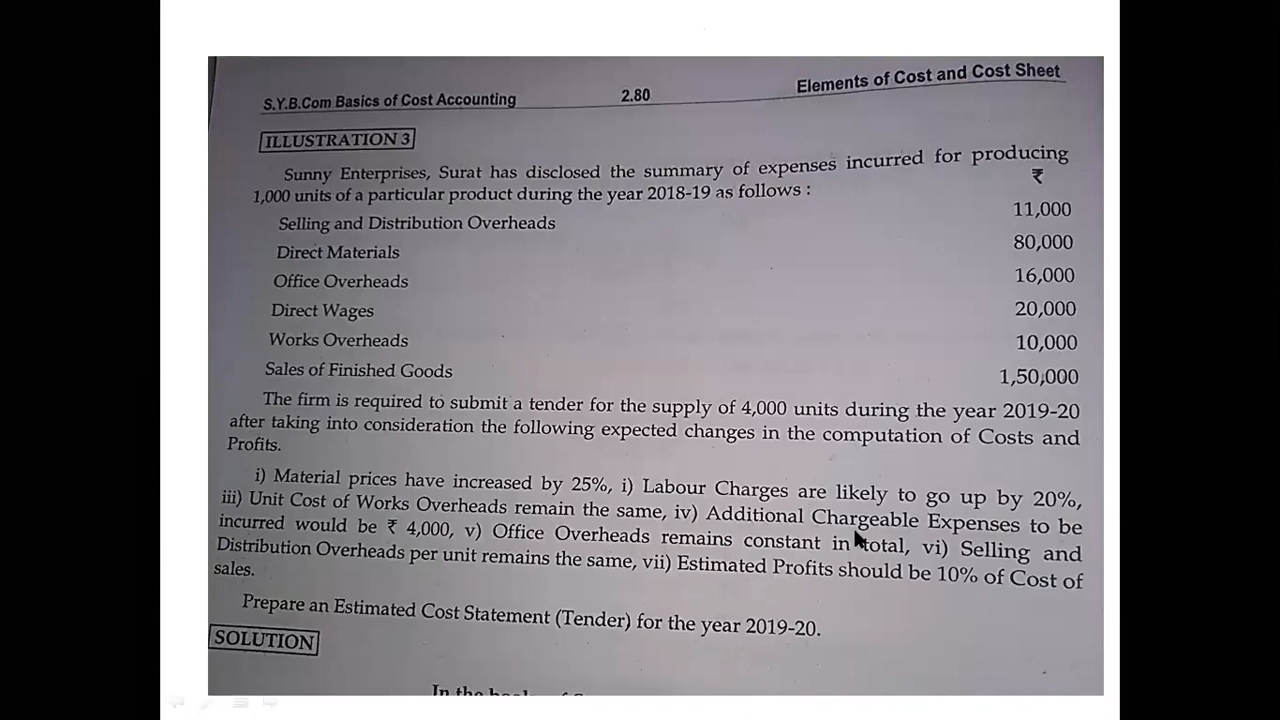 S.Y.B.Com Basics of Cost Accounting 2.80 Elements of Cost and Cost Sheet
ILLUSTRATION 3
Sunny Enterprises, Surat has disclosed the summary of expenses incurred for producing
1,000 units of a particular product during the year 2018-19 as follows : ₹
Selling and Distribution Overheads 11,000
Direct Materials 80,000
Office Overheads 16,000
Direct Wages 20,000
Works Overheads 10,000
Sales of Finished Goods 1,50,000
The firm is required to submit a tender for the supply of 4,000 units during the year 2019-20
after taking into consideration the following expected changes in the computation of Costs and
Profits.
i) Material prices have increased by 25%, i) Labour Charges are likely to go up by 20%,
iii) Unit Cost of Works Overheads remain the same, iv) Additional Chargeable Expenses to be
incurred would be ₹ 4,000, v) Office Overheads remains constant in total, vi) Selling and
Distribution Overheads per unit remains the same, vii) Estimated Profits should be 10% of Cost of
sales.
Prepare an Estimated Cost Statement (Tender) for the year 2019-20.
SOLUTION
In the